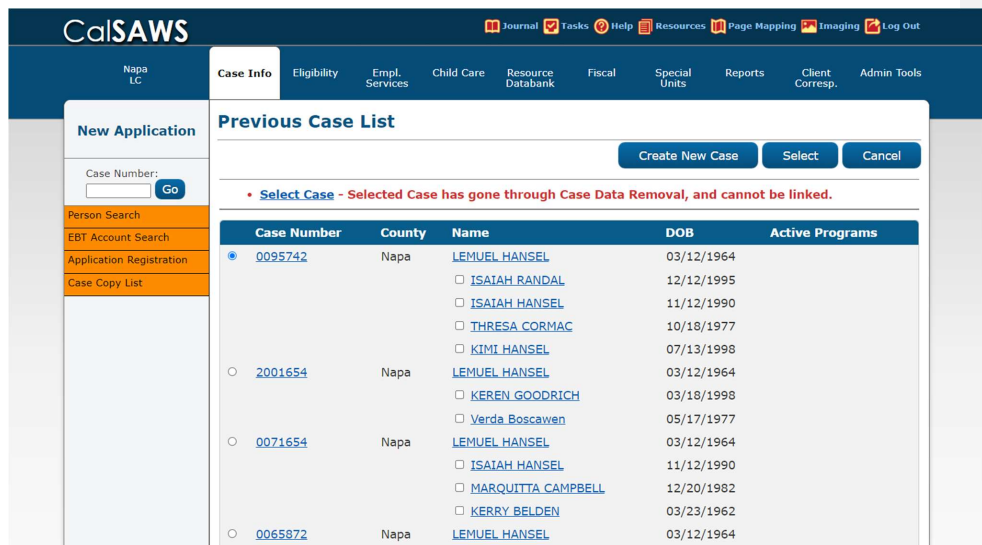 CalSAWS
Journal Tasks Help Resources Page Mapping Imaging Log Out
Napa
LC
Case Info Eligibility Empl. Services Child Care Resource Databank Fiscal Special Units Reports Client Corresp. Admin Tools
New Application
Case Number:
Go
Person Search
EBT Account Search
Application Registration
Case Copy List
Previous Case List
Create New Case Select Cancel
• Select Case - Selected Case has gone through Case Data Removal, and cannot be linked.
Case Number County Name DOB Active Programs
0095742 Napa LEMUEL HANSEL 03/12/1964
ISAIAH RANDAL 12/12/1995
ISAIAH HANSEL 11/12/1990
THRESA CORMAC 10/18/1977
KIMI HANSEL 07/13/1998
2001654 Napa LEMUEL HANSEL 03/12/1964
KEREN GOODRICH 03/18/1998
Verda Boscawen 05/17/1977
0071654 Napa LEMUEL HANSEL 03/12/1964
ISAIAH HANSEL 11/12/1990
MARQUITTA CAMPBELL 12/20/1982
KERRY BELDEN 03/23/1962
0065872 Napa LEMUEL HANSEL 03/12/1964